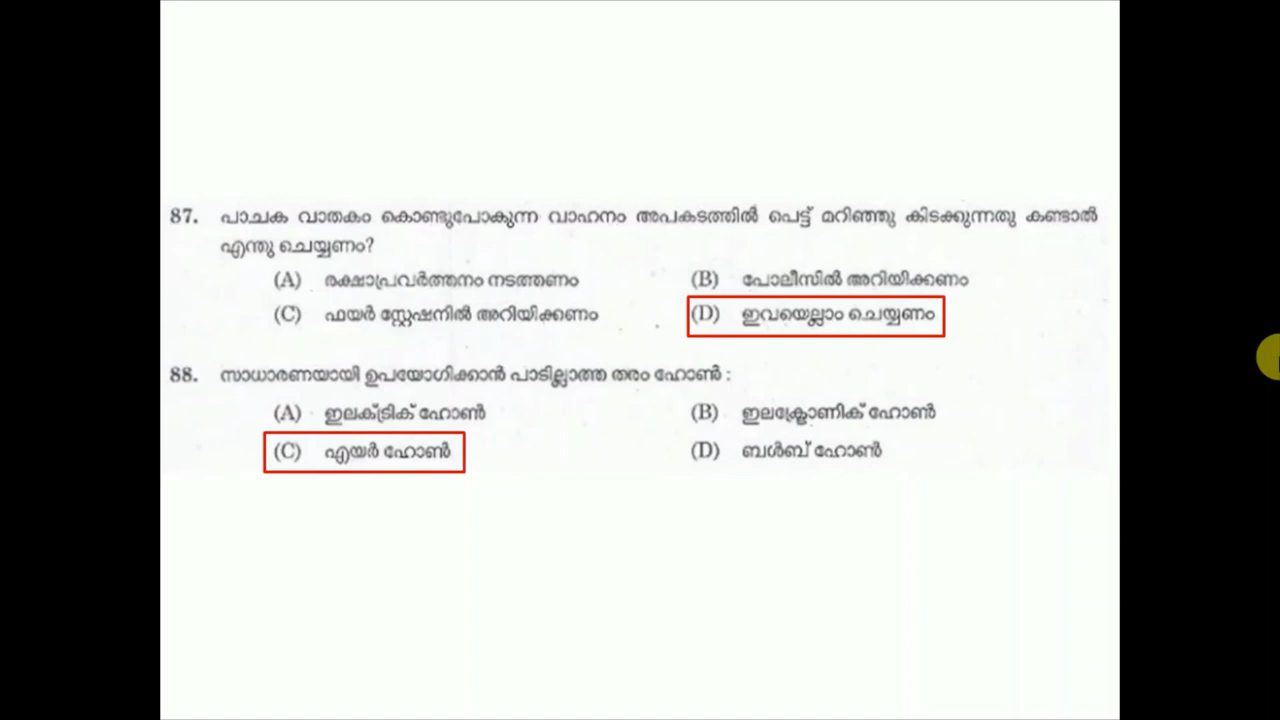 87. പാചക വാതകം കൊണ്ടുപോകുന്ന വാഹനം അപകടത്തിൽ പെട്ട് മറിഞ്ഞു കിടക്കുന്നതു കണ്ടാൽ
എന്തു ചെയ്യണം?
(A) രക്ഷാപ്രവർത്തനം നടത്തണം (B) പോലീസിൽ അറിയിക്കണം
(C) ഫയർ സ്റ്റേഷനിൽ അറിയിക്കണം (D) ഇവയെല്ലാം ചെയ്യണം
88. സാധാരണയായി ഉപയോഗിക്കാൻ പാടില്ലാത്ത തരം ഹോൺ :
(A) ഇലക്ട്രിക് ഹോൺ (B) ഇലക്ട്രോണിക് ഹോൺ
(C) എയർ ഹോൺ (D) ബൾബ് ഹോൺ